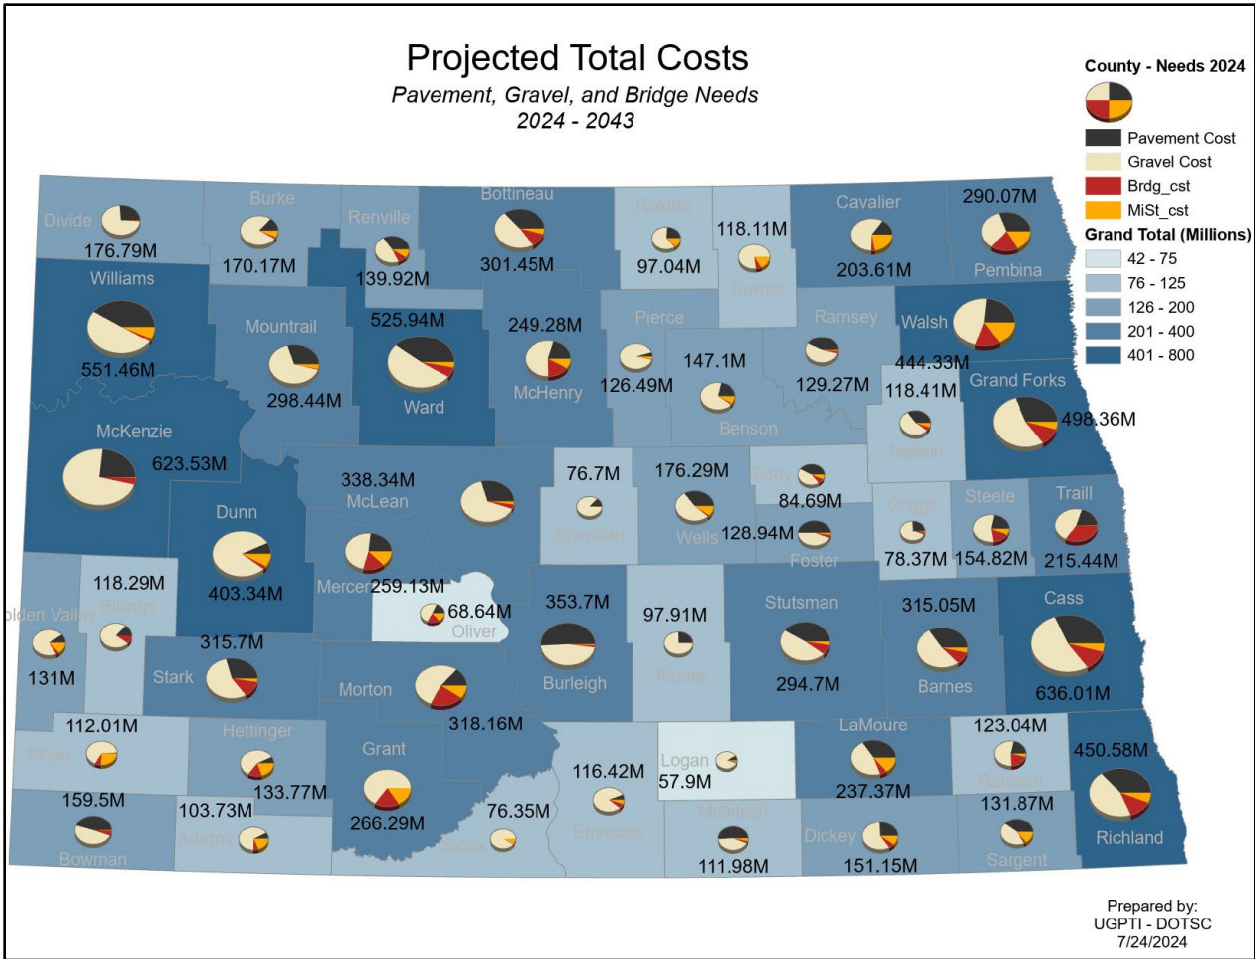 Projected Total Costs
Pavement, Gravel, and Bridge Needs
2024 - 2043
County - Needs 2024
Pavement Cost
Gravel Cost
Brdg_cst
MiSt_cst
Grand Total (Millions)
42 - 75
76 - 125
126 - 200
201 - 400
401 - 800
Divide
176.79M
Burke
170.17M
Renville
139.92M
Bottineau
301.45M
Rolette
97.04M
118.11M
Towner
Cavalier
203.61M
290.07M
Pembina
Williams
551.46M
Mountrail
298.44M
525.94M
Ward
249.28M
McHenry
Pierce
126.49M
147.1M
Benson
Ramsey
129.27M
Walsh
444.33M
118.41M
Nelson
Grand Forks
498.36M
McKenzie
623.53M
Dunn
403.34M
338.34M
McLean
Mercer
259.13M
68.64M
Oliver
76.7M
Sheridan
176.29M
Wells
Eddy
84.69M
128.94M
Foster
Griggs
78.37M
Steele
154.82M
Traill
215.44M
olden Valley
131M
118.29M
Billings
315.7M
Stark
Morton
318.16M
353.7M
Burleigh
97.91M
Kidder
Stutsman
294.7M
315.05M
Barnes
Cass
636.01M
112.01M
Slope
Hettinger
133.77M
Grant
266.29M
159.5M
Bowman
103.73M
Adams
76.35M
Sioux
116.42M
Emmons
Logan
57.9M
McIntosh
111.98M
LaMoure
237.37M
Dickey
151.15M
123.04M
Ransom
131.87M
Sargent
450.58M
Richland
Prepared by:
UGPTI - DOTSC
7/24/2024